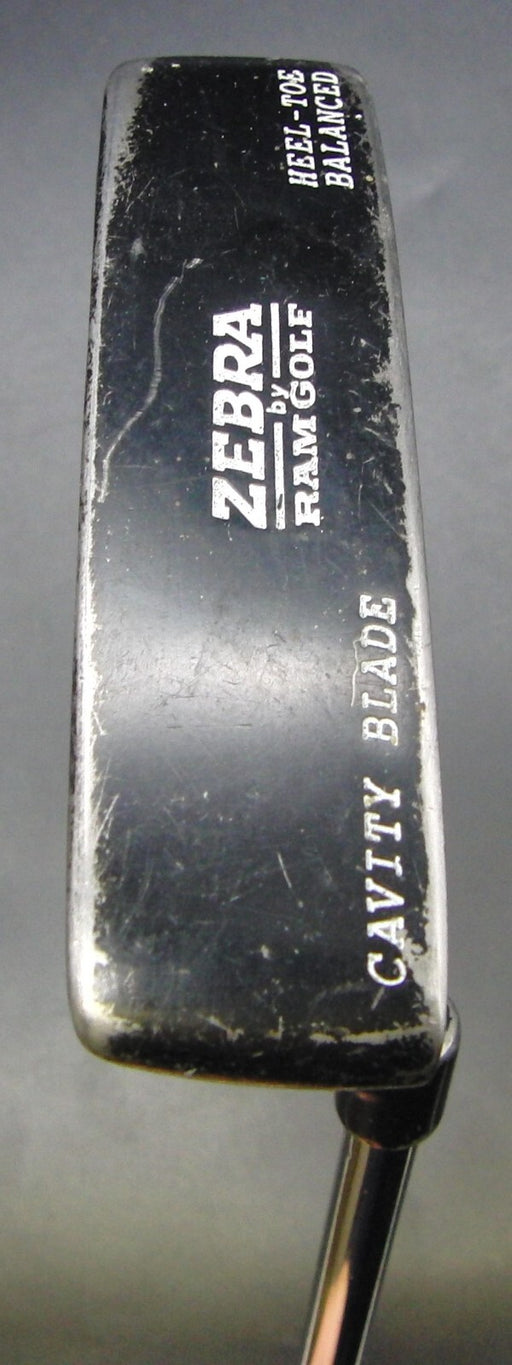 HEEL-TOE
BALANCED
ZEBRA
by
RAM GOLF
CAVITY BLADE